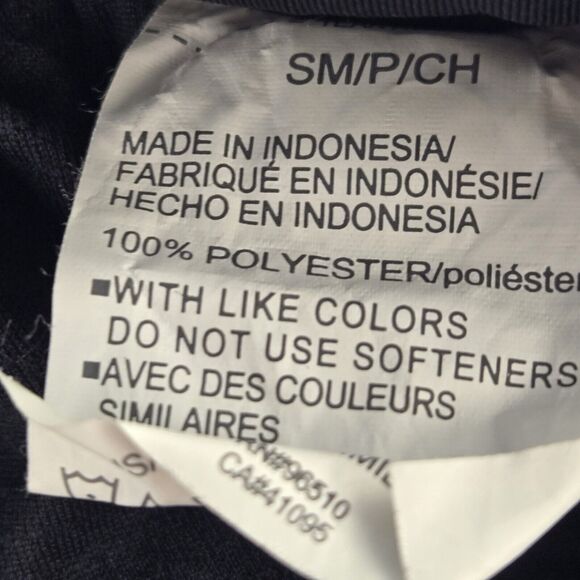 SM/P/CH
MADE IN INDONESIA/
FABRIQUÉ EN INDONÉSIE/
HECHO EN INDONESIA
100% POLYESTER/poliéster
■WITH LIKE COLORS
DO NOT USE SOFTENERS
■AVEC DES COULEURS
SIMILAIRES
RN#96510
CA#41095